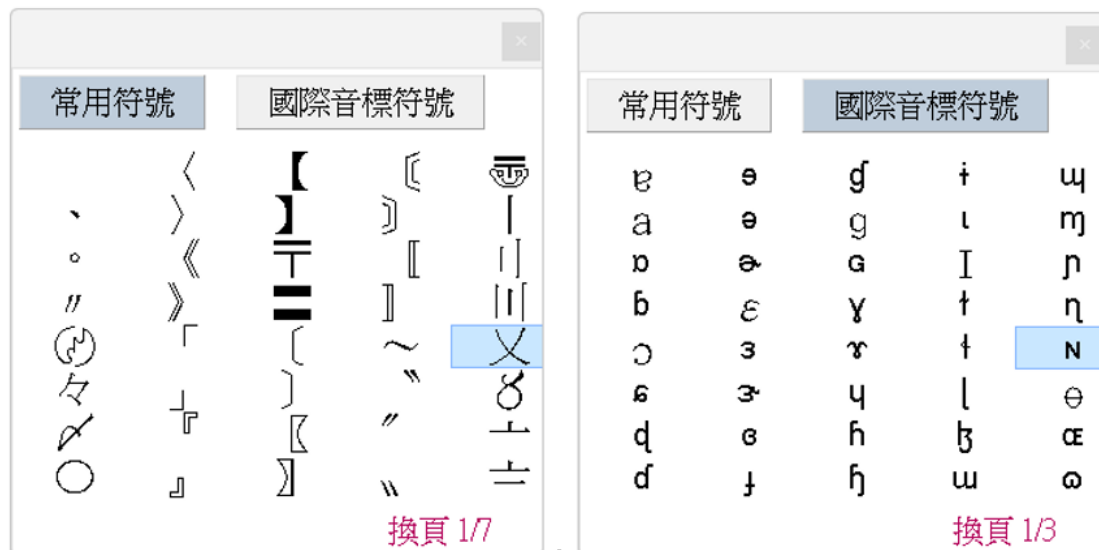 常用符號 國際音標符號
〈 【 〘 〠
、 〉 】 〙 〡
。 《 〒 〚 〢
〃 》 〓 〛 〣
〄 「 〔 〜 〤
々 」 〕 〝 〥
〆 『 〖 〞 〦
〇 』 〗 〟 〧
換頁 1/7
常用符號 國際音標符號
ɐ ɘ ɠ ɨ ɰ
ɑ ə ɡ ɩ ɱ
ɒ ɚ ɢ ɪ ɲ
ɓ ɛ ɣ ɫ ɳ
ɔ ɜ ɤ ɬ ɴ
ɕ ɝ ɥ ɭ ɵ
ɖ ɞ ɦ ɮ ɶ
ɗ ɟ ɧ ɯ ɷ
換頁 1/3